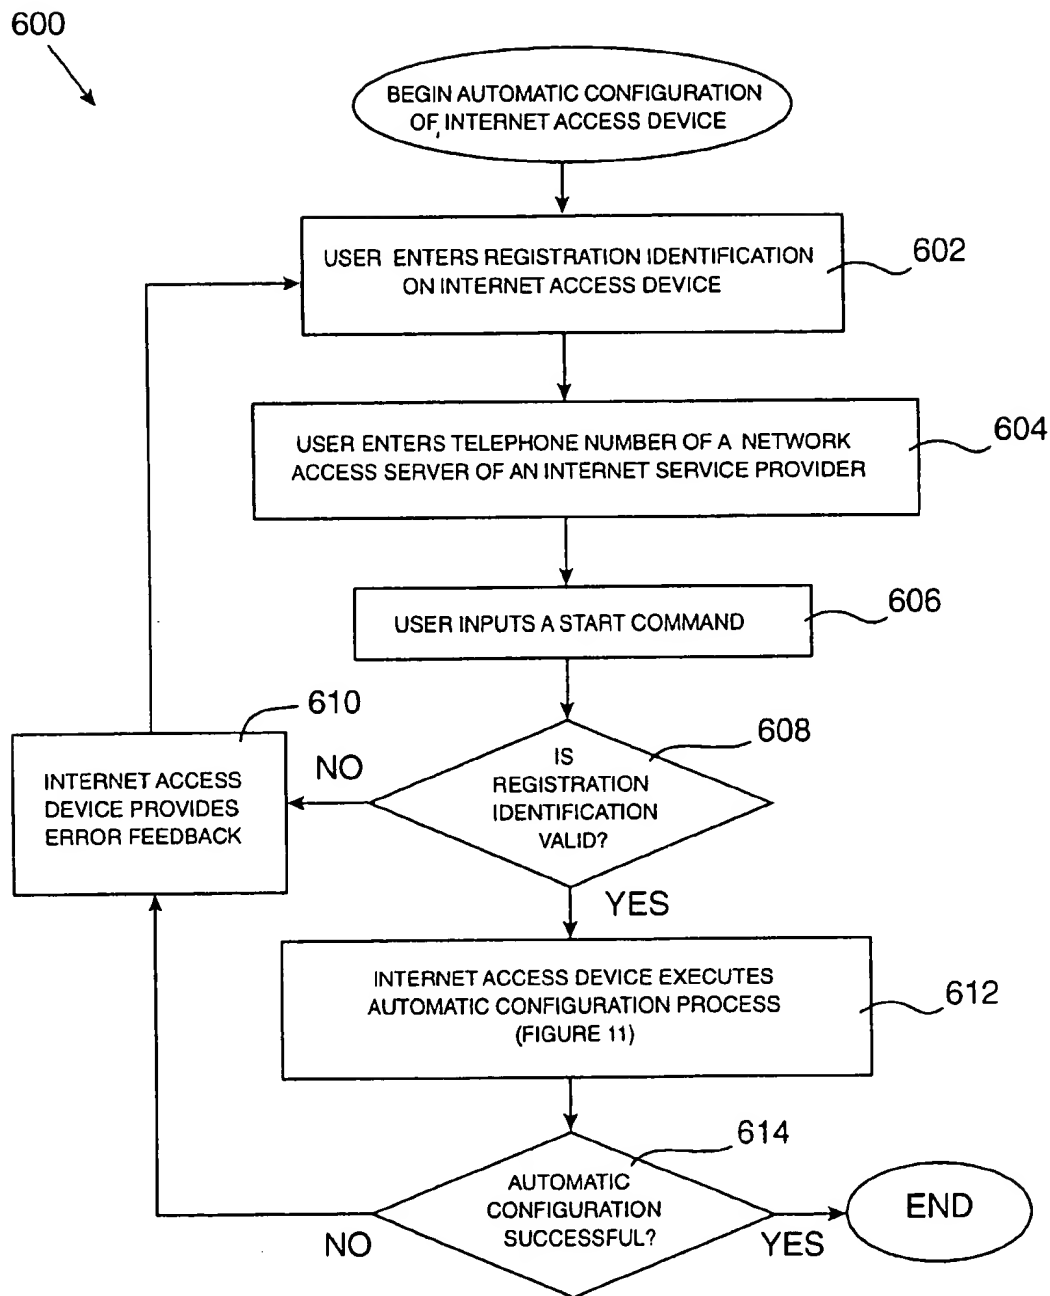 600
BEGIN AUTOMATIC CONFIGURATION
OF INTERNET ACCESS DEVICE
USER ENTERS REGISTRATION IDENTIFICATION
ON INTERNET ACCESS DEVICE
602
USER ENTERS TELEPHONE NUMBER OF A NETWORK
ACCESS SERVER OF AN INTERNET SERVICE PROVIDER
604
USER INPUTS A START COMMAND
606
IS
REGISTRATION
IDENTIFICATION
VALID?
608
NO
610
INTERNET ACCESS
DEVICE PROVIDES
ERROR FEEDBACK
YES
INTERNET ACCESS DEVICE EXECUTES
AUTOMATIC CONFIGURATION PROCESS
(FIGURE 11)
612
AUTOMATIC
CONFIGURATION
SUCCESSFUL?
614
NO
YES
END